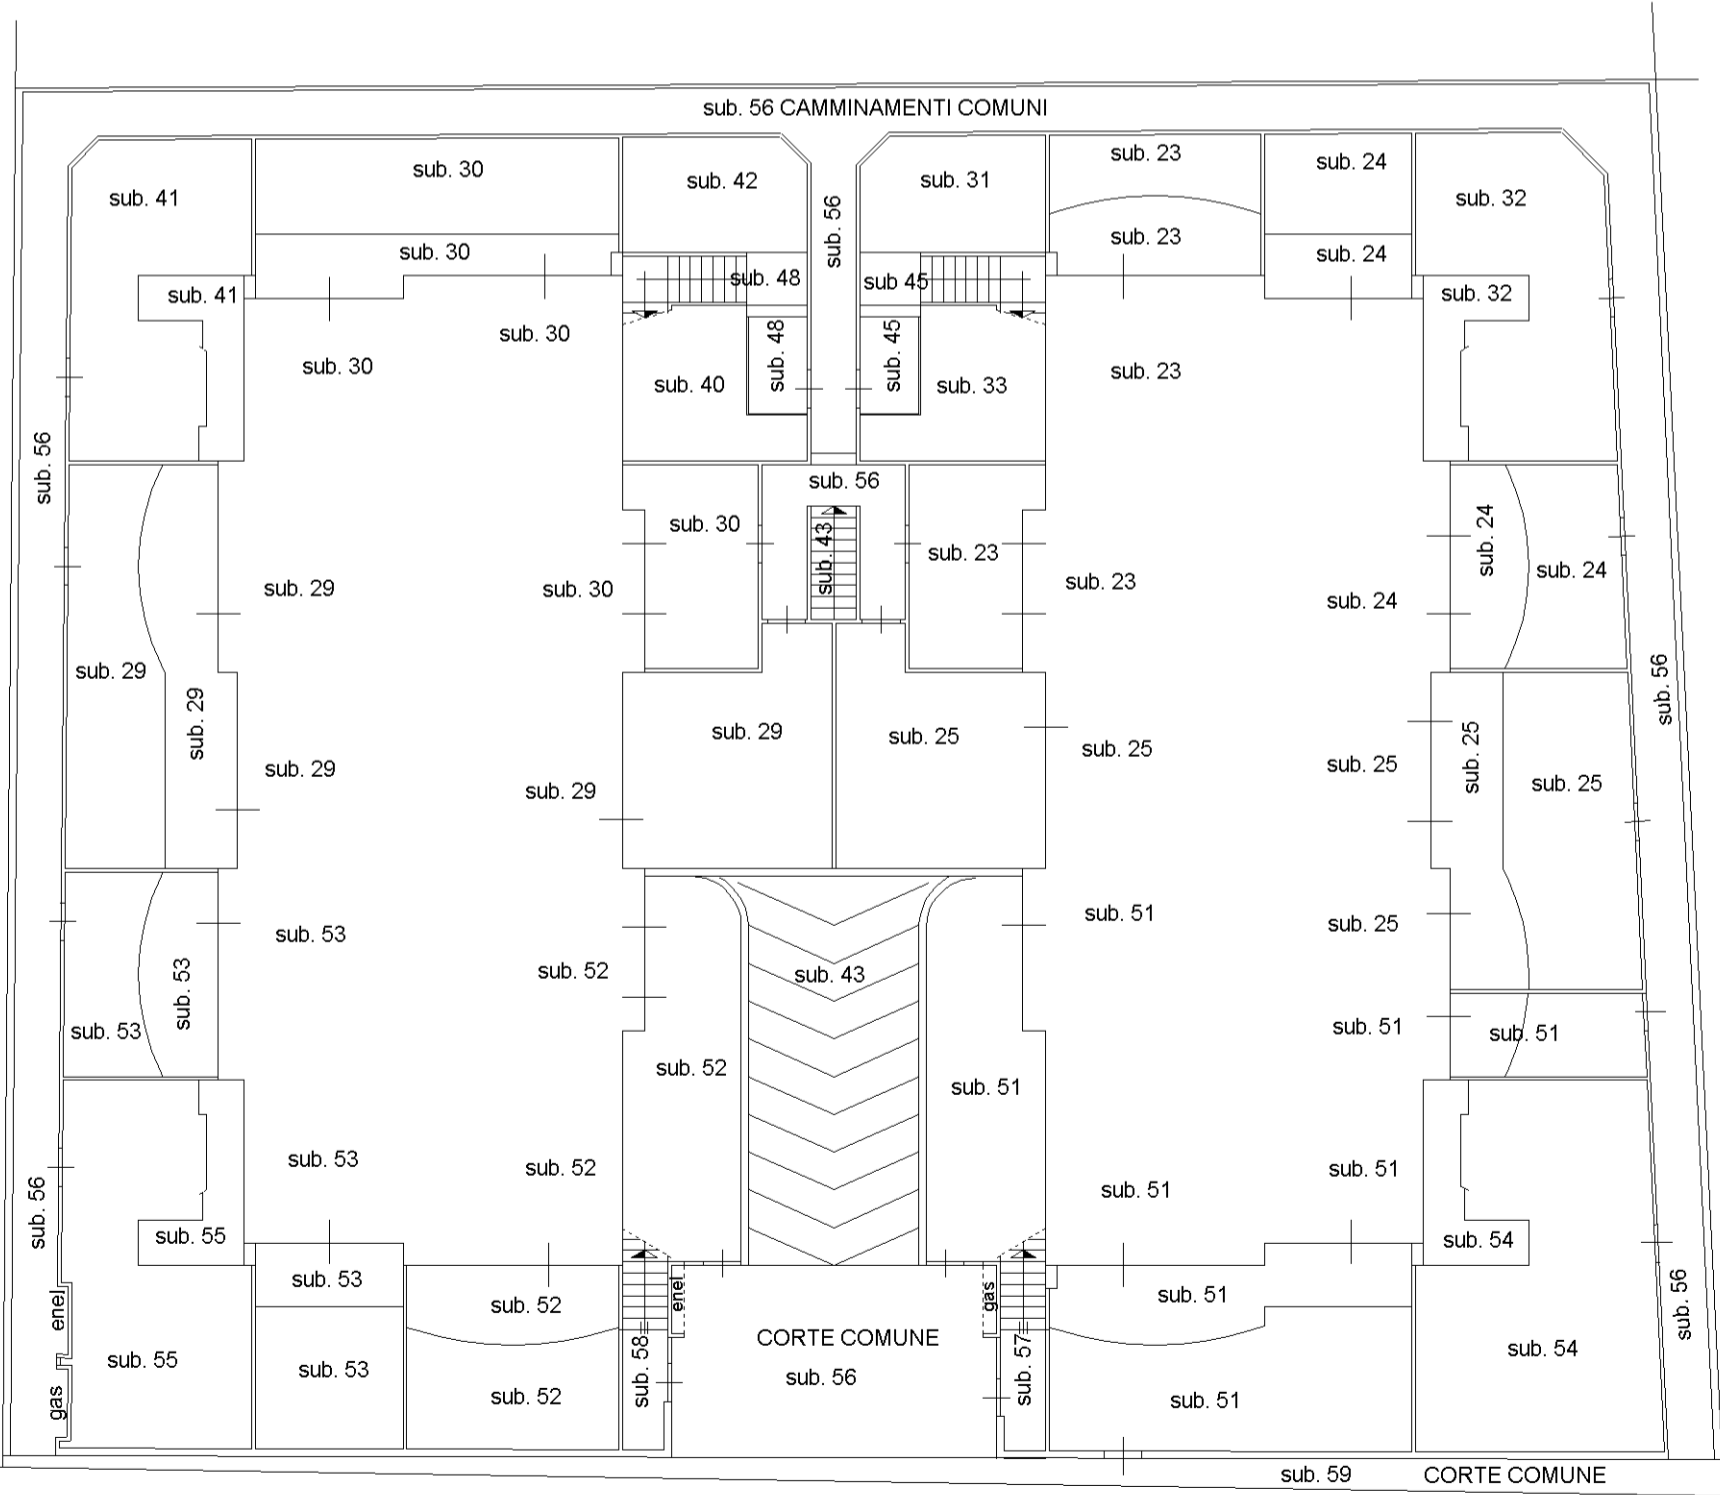 sub. 56 CAMMINAMENTI COMUNI
sub. 41
sub. 30
sub. 42
sub. 56
sub. 31
sub. 23
sub. 24
sub. 32
sub. 30
sub. 23
sub. 24
sub. 41
sub. 48
sub. 45
sub. 32
sub. 30
sub. 30
sub. 40
sub. 48
sub. 45
sub. 33
sub. 23
sub. 56
sub. 56
sub. 30
sub. 43
sub. 23
sub. 24
sub. 24
sub. 29
sub. 30
sub. 23
sub. 24
sub. 29
sub. 29
sub. 29
sub. 25
sub. 56
sub. 29
sub. 29
sub. 25
sub. 25
sub. 25
sub. 25
sub. 53
sub. 52
sub. 43
sub. 51
sub. 25
sub. 53
sub. 53
sub. 52
sub. 51
sub. 51
sub. 51
sub. 56
sub. 53
sub. 52
sub. 51
sub. 51
sub. 55
sub. 54
sub. 53
sub. 52
enel
gas
sub. 51
sub. 56
enel
CORTE COMUNE
sub. 55
sub. 53
sub. 58
sub. 56
sub. 57
sub. 54
gas
sub. 52
sub. 51
sub. 59
CORTE COMUNE